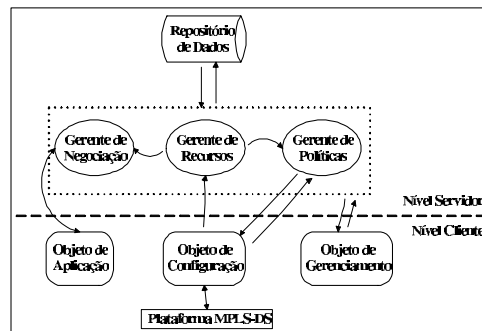 Repositório
de Dados
Gerente de
Negociação
Gerente de
Recursos
Gerente de
Políticas
Nível Servidor
Nível Cliente
Objeto de
Aplicação
Objeto de
Configuração
Objeto de
Gerenciamento
Plataforma MPLS-DS